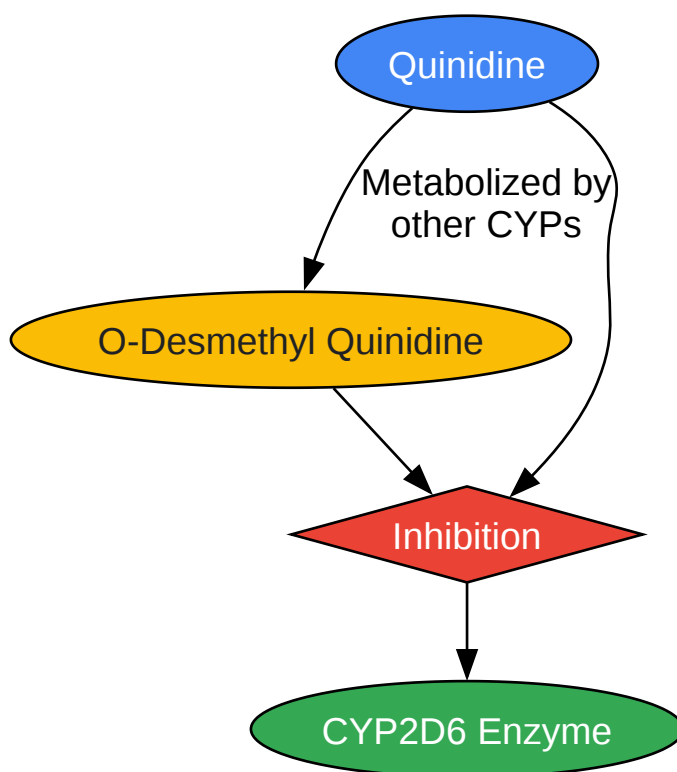 Quinidine
Metabolized by
other CYPs
O-Desmethyl Quinidine
Inhibition
CYP2D6 Enzyme